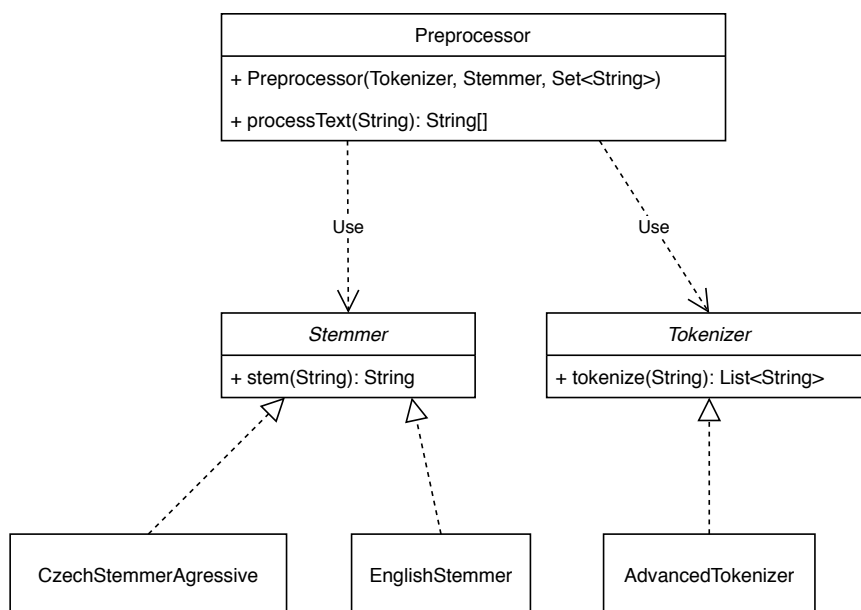 Preprocessor
+ Preprocessor(Tokenizer, Stemmer, Set<String>)
+ processText(String): String[]
Use
Use
Stemmer
+ stem(String): String
Tokenizer
+ tokenize(String): List<String>
CzechStemmerAgressive
EnglishStemmer
AdvancedTokenizer